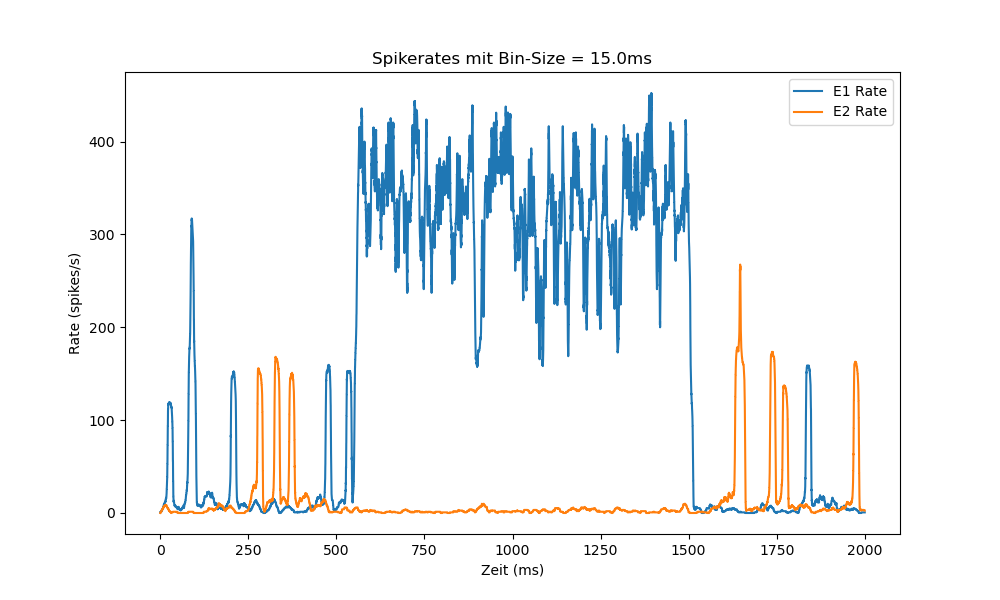 Spikerates mit Bin-Size = 15.0ms
E1 Rate
E2 Rate
400
300
200
100
0
Rate (spikes/s)
0 250 500 750 1000 1250 1500 1750 2000
Zeit (ms)